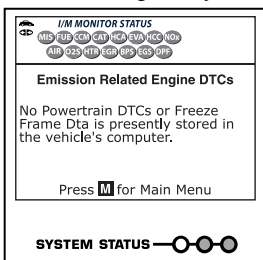 I/M MONITOR STATUS
MIS FUE CCM CAT HCA EVA HCC NOx
AIR O2S HTR EGR BPS EGS DPF
Emission Related Engine DTCs
No Powertrain DTCs or Freeze
Frame Dta is presently stored in
the vehicle's computer.
Press M for Main Menu
SYSTEM STATUS